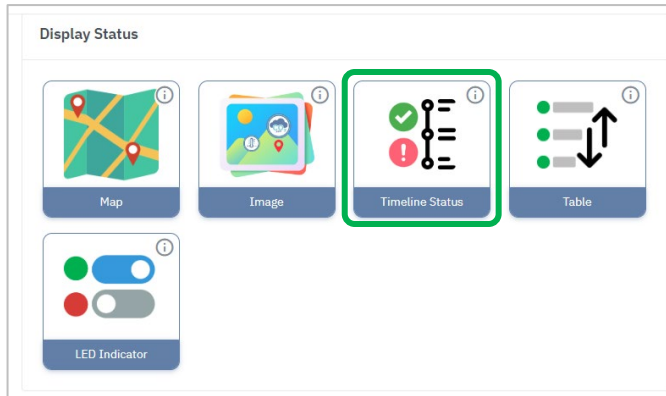 Display Status
Map
Image
Timeline Status
Table
LED Indicator